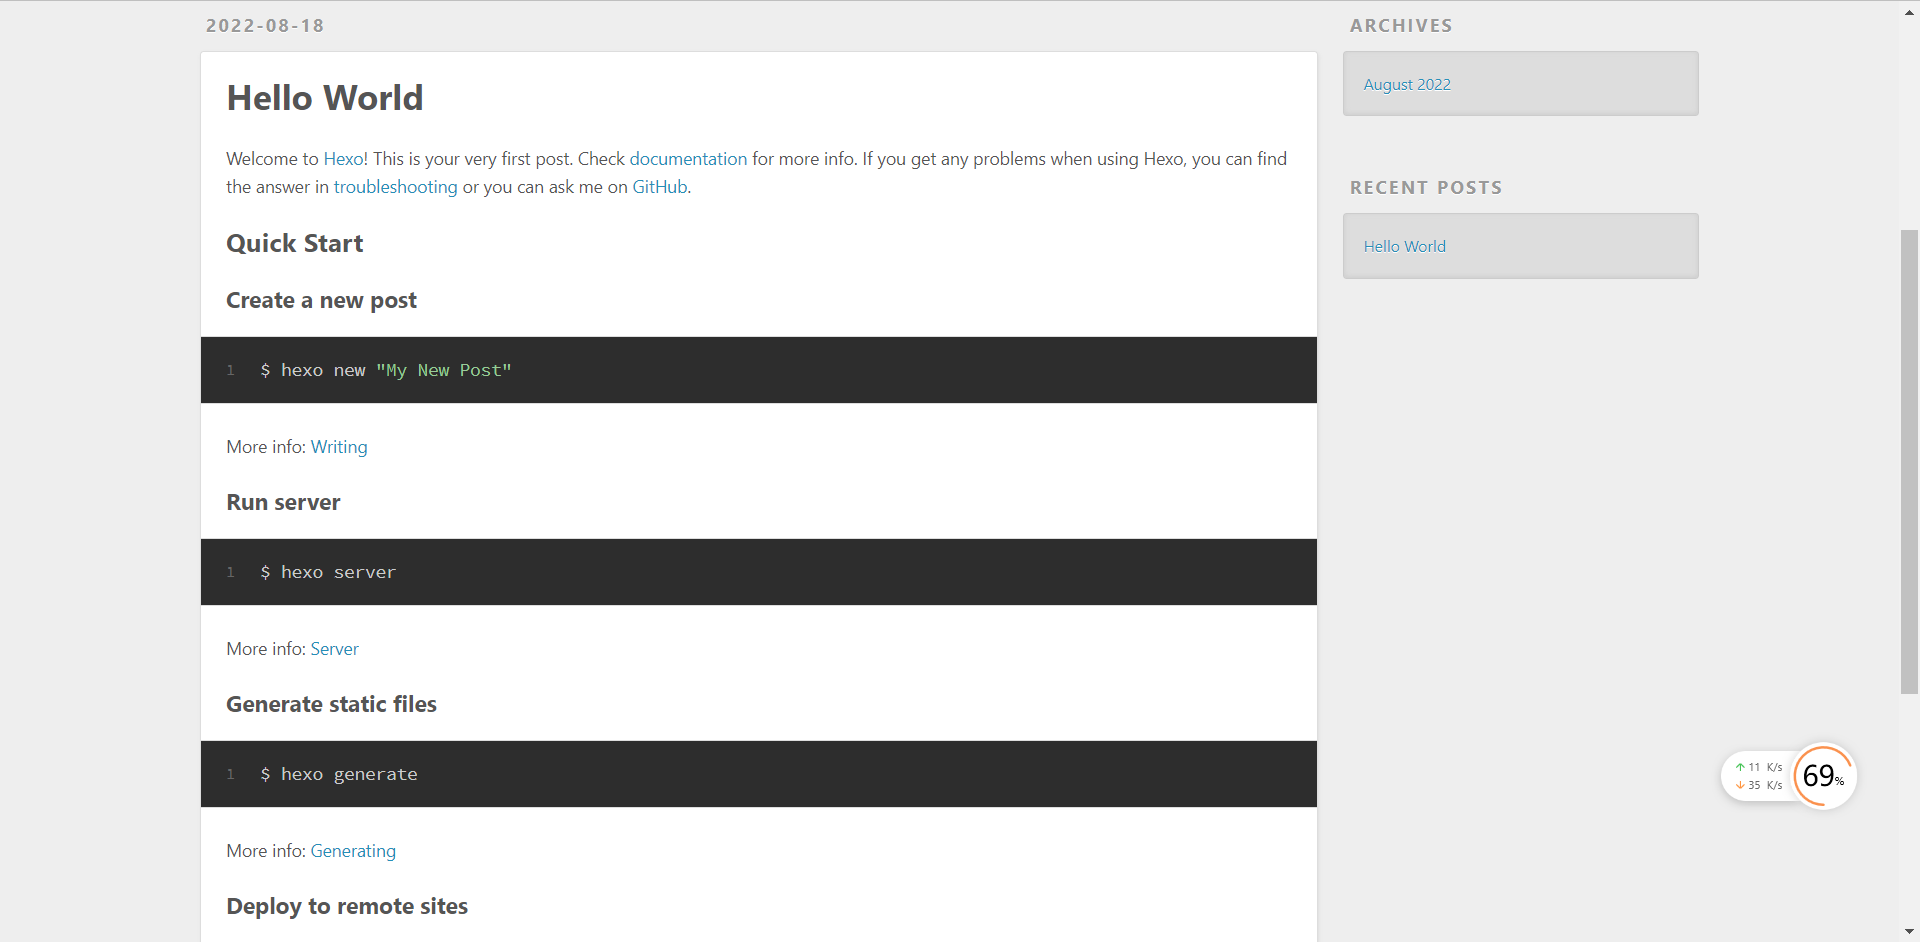 2022-08-18
Hello World
Welcome to Hexo! This is your very first post. Check documentation for more info. If you get any problems when using Hexo, you can find
the answer in troubleshooting or you can ask me on GitHub.
Quick Start
Create a new post
1 $ hexo new "My New Post"
More info: Writing
Run server
1 $ hexo server
More info: Server
Generate static files
1 $ hexo generate
More info: Generating
Deploy to remote sites
ARCHIVES
August 2022
RECENT POSTS
Hello World
↑ 11 K/s
↓ 35 K/s
69%